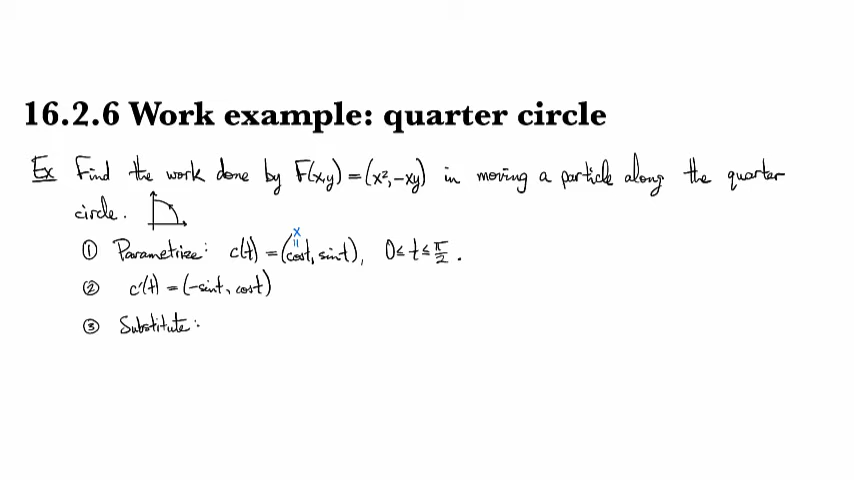 16.2.6 Work example: quarter circle
Ex Find the work done by F(x,y) = (x², -xy) in moving a particle along the quarter
circle.
x
॥
① Parametrize: c(t) = (cost, sint), 0 ≤ t ≤ π/2.
② c'(t) = (-sint, cost)
③ Substitute: